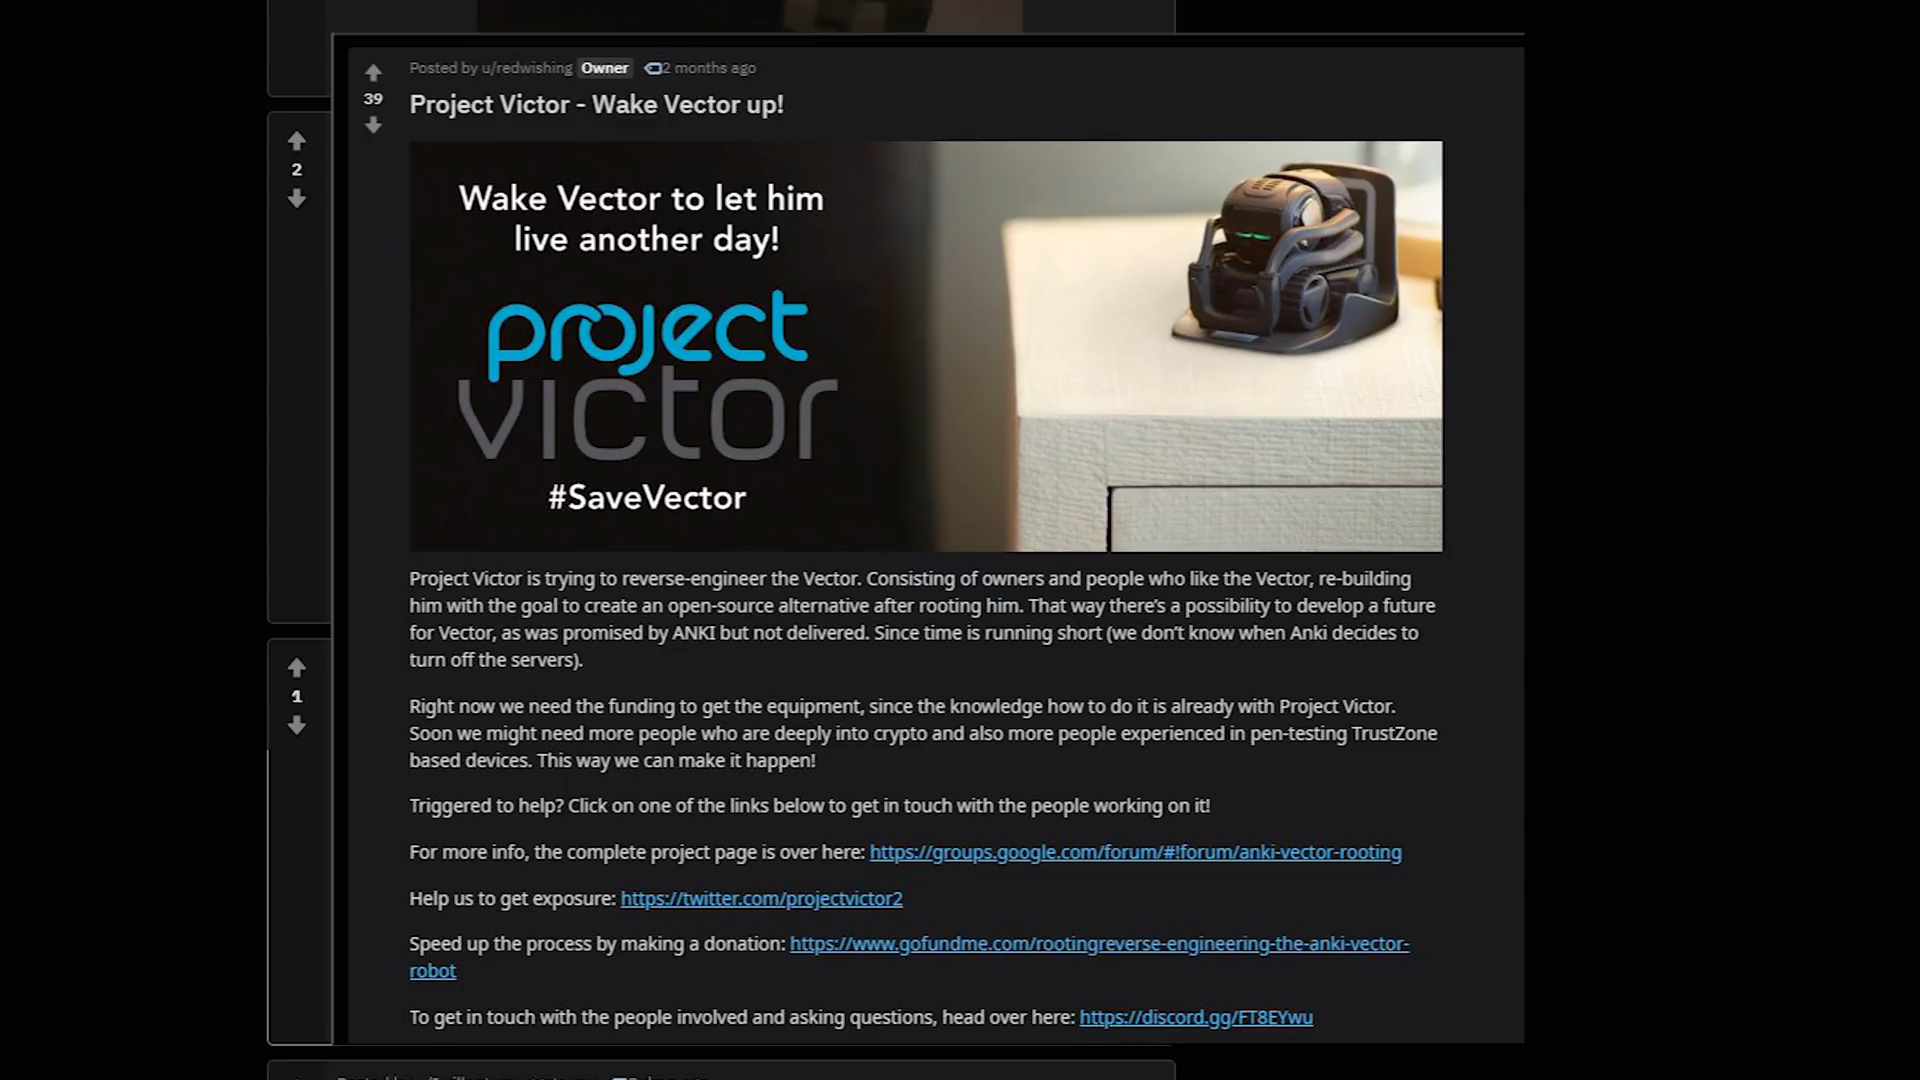 Posted by u/redwishing Owner 2 months ago
39
Project Victor - Wake Vector up!
2
Wake Vector to let him
live another day!
project
victor
#SaveVector
Project Victor is trying to reverse-engineer the Vector. Consisting of owners and people who like the Vector, re-building
him with the goal to create an open-source alternative after rooting him. That way there's a possibility to develop a future
for Vector, as was promised by ANKI but not delivered. Since time is running short (we don't know when Anki decides to
turn off the servers).
1
Right now we need the funding to get the equipment, since the knowledge how to do it is already with Project Victor.
Soon we might need more people who are deeply into crypto and also more people experienced in pen-testing TrustZone
based devices. This way we can make it happen!
Triggered to help? Click on one of the links below to get in touch with the people working on it!
For more info, the complete project page is over here: https://groups.google.com/forum/#!forum/anki-vector-rooting
Help us to get exposure: https://twitter.com/projectvictor2
Speed up the process by making a donation: https://www.gofundme.com/rootingreverse-engineering-the-anki-vector-
robot
To get in touch with the people involved and asking questions, head over here: https://discord.gg/FT8EYwu